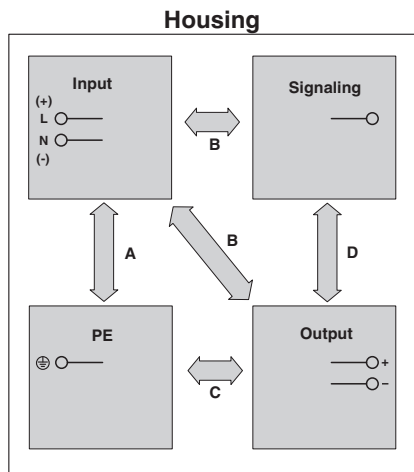 Housing
Input
(+)
L
N
(-)
Signaling
B
A
B
D
PE
Output
+
–
C